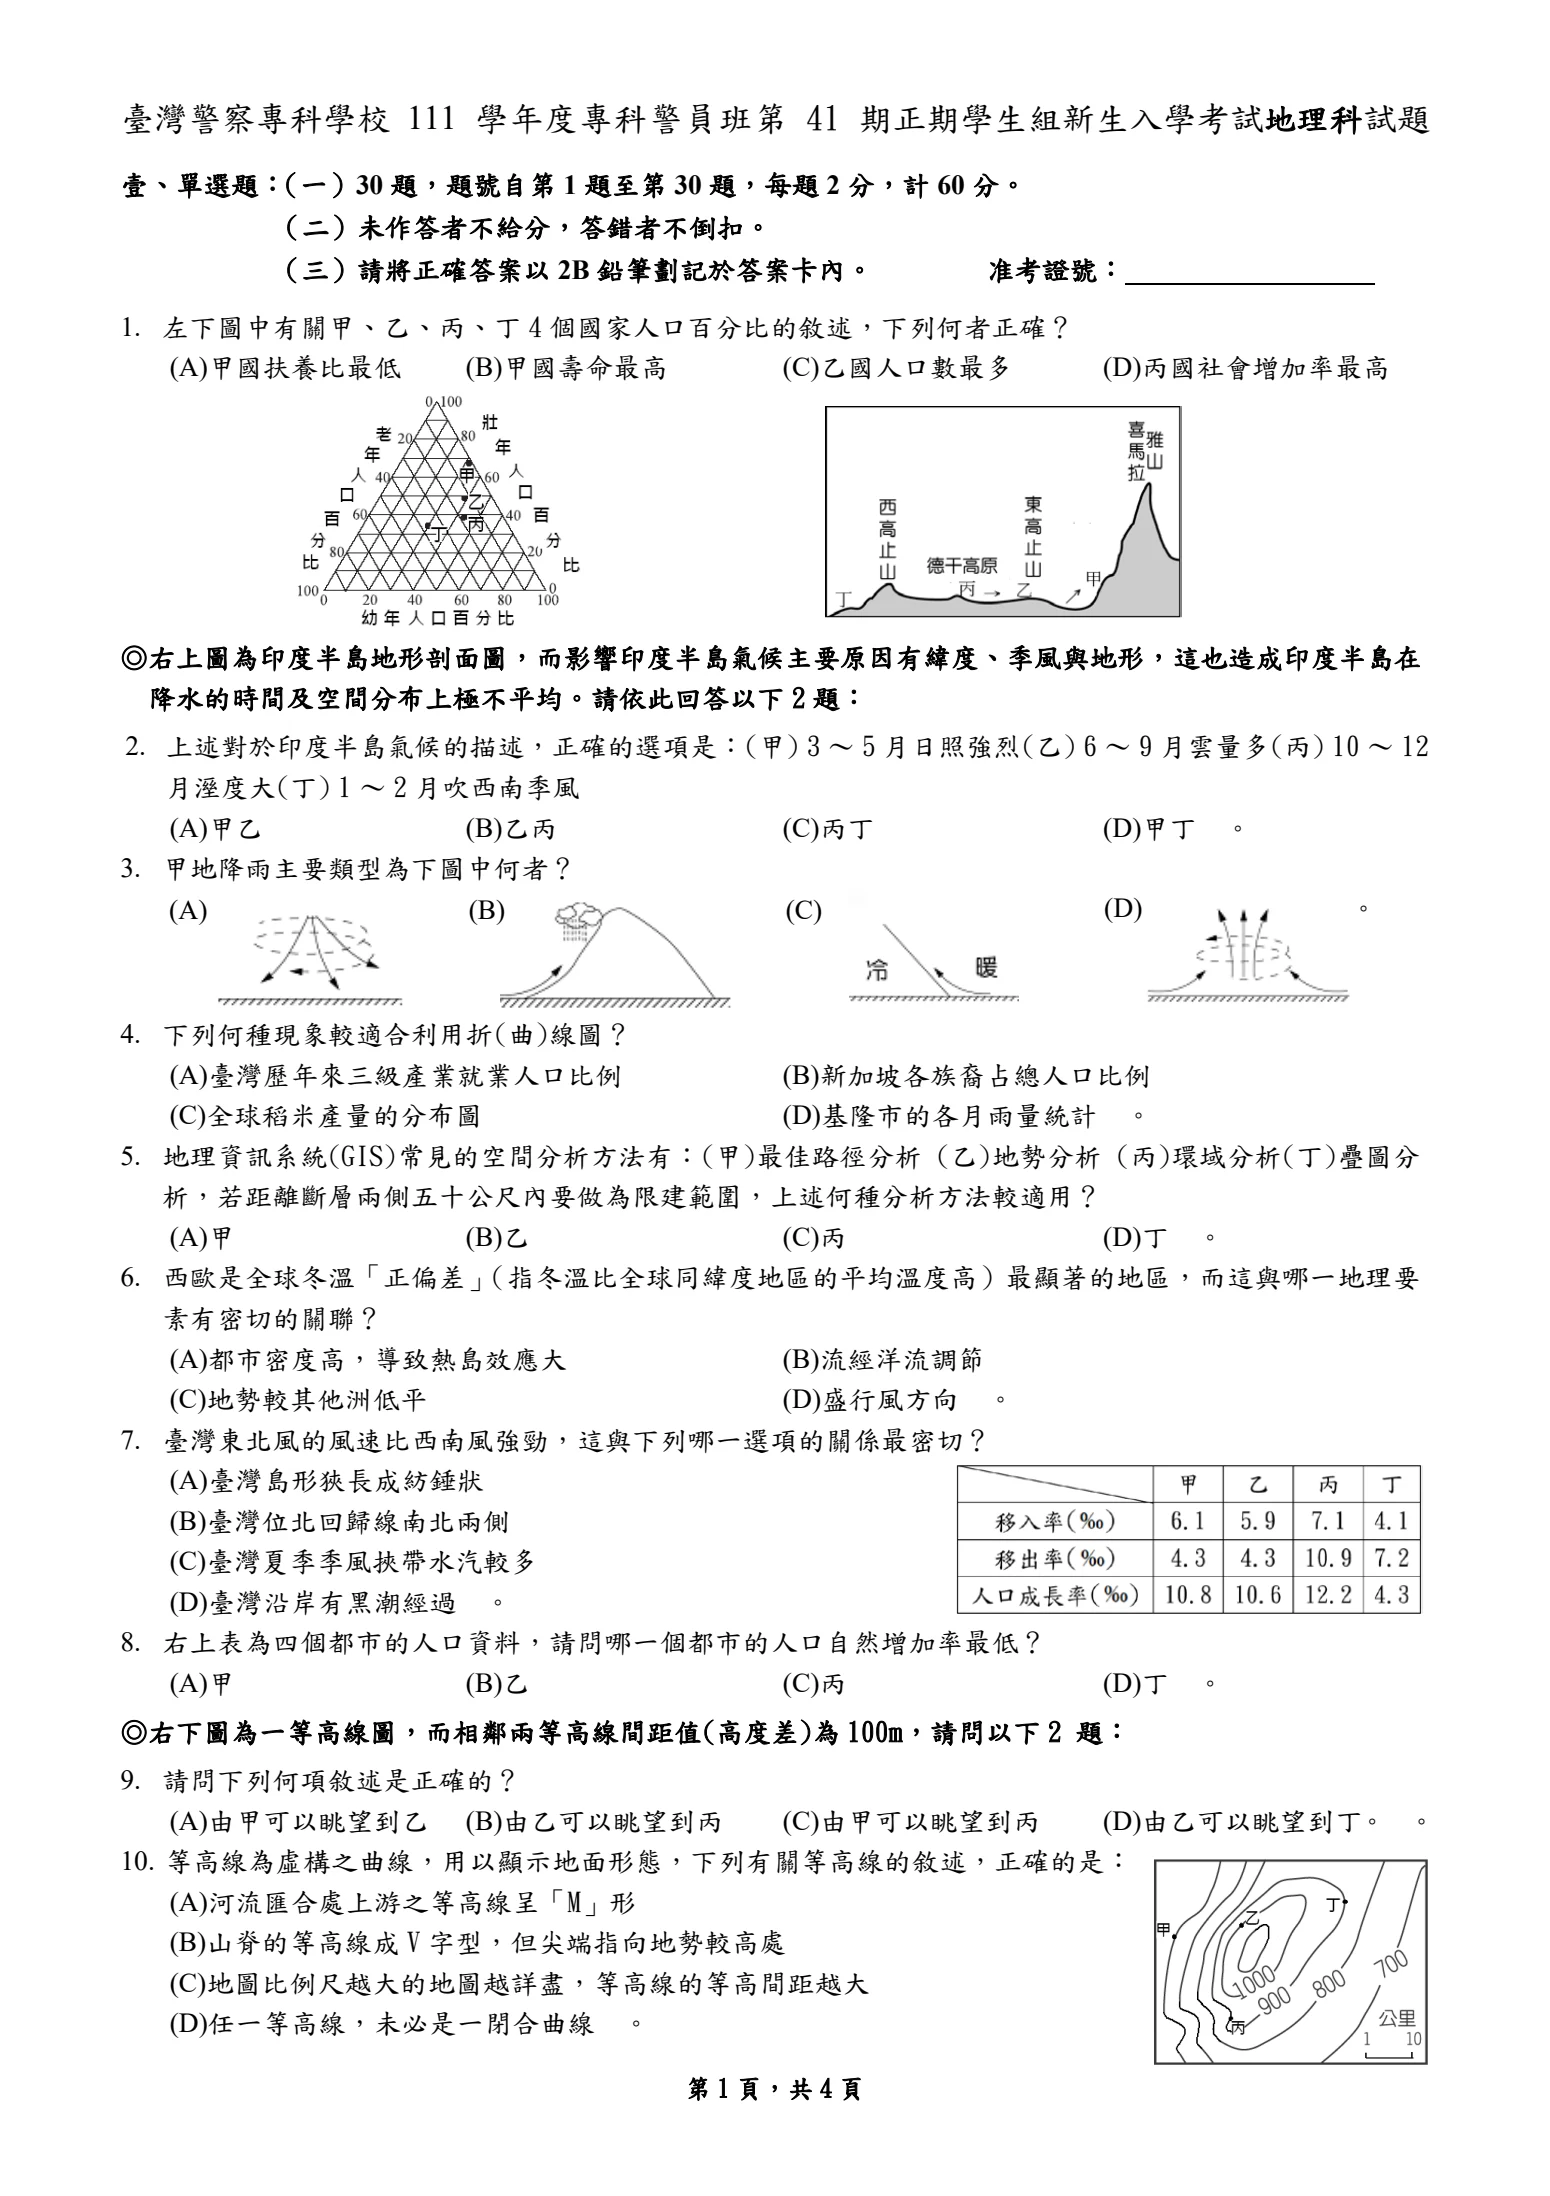 臺灣警察專科學校 111 學年度專科警員班第 41 期正期學生組新生入學考試地理科試題
壹、單選題：(一) 30 題，題號自第 1 題至第 30 題，每題 2 分，計 60 分。
(二) 未作答者不給分，答錯者不倒扣。
(三) 請將正確答案以 2B 鉛筆劃記於答案卡內。 准考證號：
1. 左下圖中有關甲、乙、丙、丁 4 個國家人口百分比的敘述，下列何者正確？
(A)甲國扶養比最低 (B)甲國壽命最高 (C)乙國人口數最多 (D)丙國社會增加率最高
0 100
20 80
40 60
60 40
80 20
100 0
0 20 40 60 80 100
老年人口百分比
壯年人口百分比
幼年人口百分比
甲
乙
丙
丁
西高止山
德干高原
東高止山
喜馬拉雅山
丁 丙 → 乙 甲
◎右上圖為印度半島地形剖面圖，而影響印度半島氣候主要原因有緯度、季風與地形，這也造成印度半島在
降水的時間及空間分布上極不平均。請依此回答以下 2 題：
2. 上述對於印度半島氣候的描述，正確的選項是：(甲) 3 ～ 5 月日照強烈(乙) 6 ～ 9 月雲量多(丙) 10 ～ 12
月溼度大(丁) 1 ～ 2 月吹西南季風
(A)甲乙 (B)乙丙 (C)丙丁 (D)甲丁 。
3. 甲地降雨主要類型為下圖中何者？
(A) (B) (C) (D) 。
冷 暖
4. 下列何種現象較適合利用折(曲)線圖？
(A)臺灣歷年來三級產業就業人口比例 (B)新加坡各族裔占總人口比例
(C)全球稻米產量的分布圖 (D)基隆市的各月雨量統計 。
5. 地理資訊系統(GIS)常見的空間分析方法有：(甲)最佳路徑分析 (乙)地勢分析 (丙)環域分析(丁)疊圖分
析，若距離斷層兩側五十公尺內要做為限建範圍，上述何種分析方法較適用？
(A)甲 (B)乙 (C)丙 (D)丁 。
6. 西歐是全球冬溫「正偏差」(指冬溫比全球同緯度地區的平均溫度高) 最顯著的地區，而這與哪一地理要
素有密切的關聯？
(A)都市密度高，導致熱島效應大 (B)流經洋流調節
(C)地勢較其他洲低平 (D)盛行風方向 。
7. 臺灣東北風的風速比西南風強勁，這與下列哪一選項的關係最密切？
(A)臺灣島形狹長成紡錘狀
(B)臺灣位北回歸線南北兩側
(C)臺灣夏季季風挾帶水汽較多
(D)臺灣沿岸有黑潮經過 。
甲 乙 丙 丁
移入率(‰) 6.1 5.9 7.1 4.1
移出率(‰) 4.3 4.3 10.9 7.2
人口成長率(‰) 10.8 10.6 12.2 4.3
8. 右上表為四個都市的人口資料，請問哪一個都市的人口自然增加率最低？
(A)甲 (B)乙 (C)丙 (D)丁 。
◎右下圖為一等高線圖，而相鄰兩等高線間距值(高度差)為 100m，請問以下 2 題：
9. 請問下列何項敘述是正確的？
(A)由甲可以眺望到乙 (B)由乙可以眺望到丙 (C)由甲可以眺望到丙 (D)由乙可以眺望到丁。 。
10. 等高線為虛構之曲線，用以顯示地面形態，下列有關等高線的敘述，正確的是：
(A)河流匯合處上游之等高線呈「M」形
(B)山脊的等高線成 V 字型，但尖端指向地勢較高處
(C)地圖比例尺越大的地圖越詳盡，等高線的等高間距越大
(D)任一等高線，未必是一閉合曲線 。
甲 乙 丁
1000 900 800 700
丙
公里
1 10
第 1 頁，共 4 頁